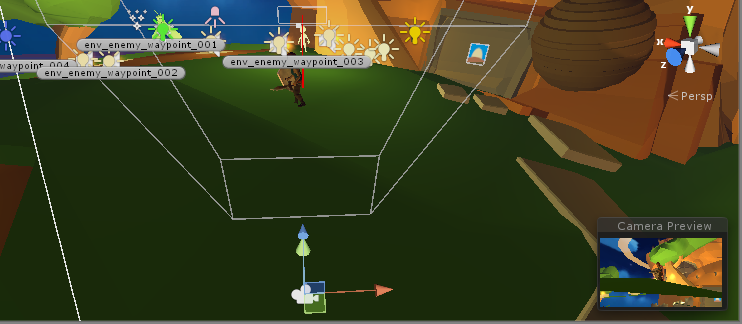 y
env_enemy_waypoint_001
x
env_enemy_waypoint_003
waypoint_004
z
env_enemy_waypoint_002
Persp
Camera Preview